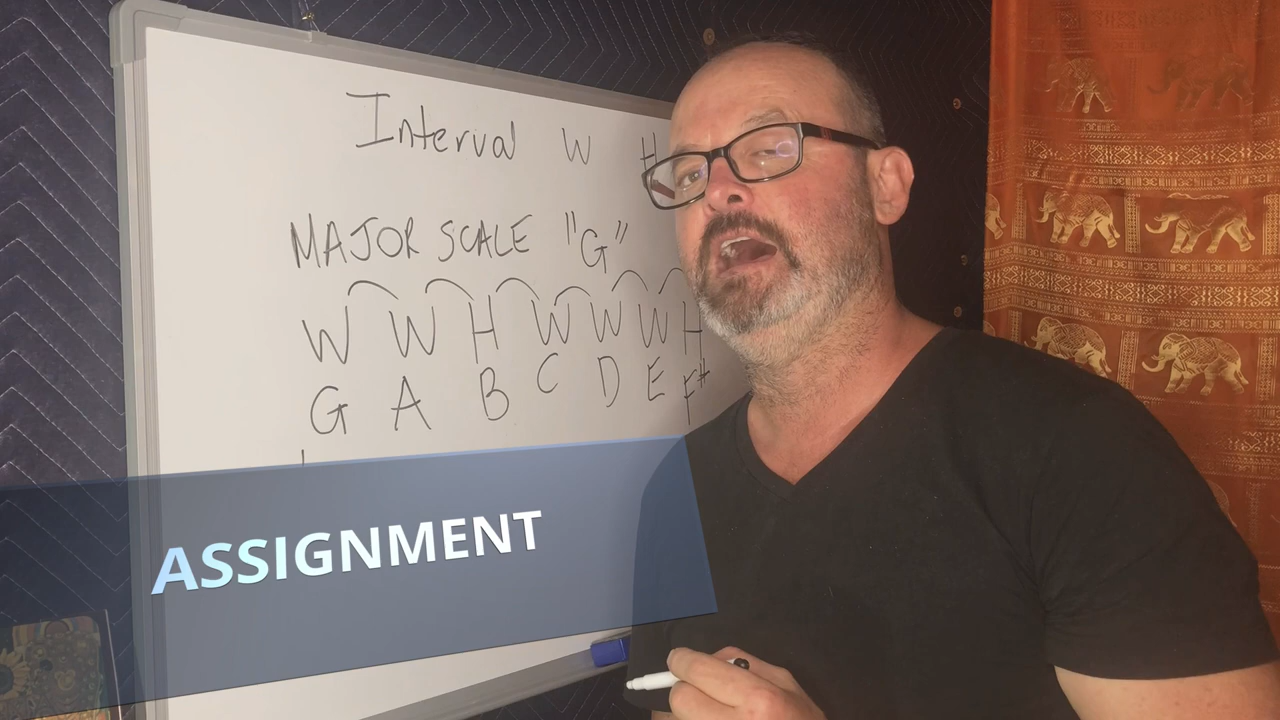 Interval W H
MAJOR SCALE "G"
W W H W W W H
G A B C D E F#
ASSIGNMENT